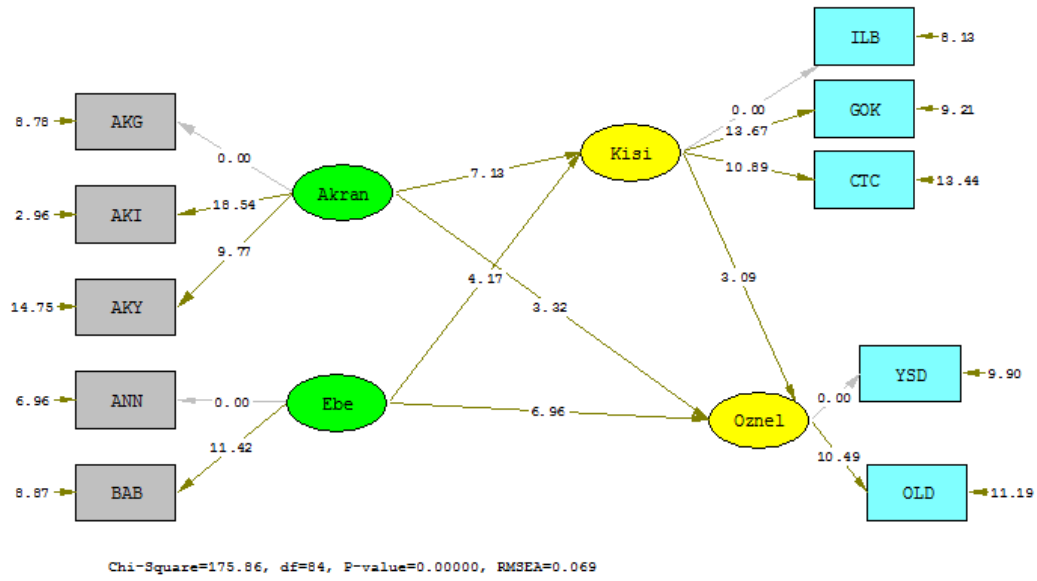 ILB
8.13
0.00
GOK
9.21
13.67
8.78
AKG
0.00
Kisi
10.89
CTC
13.44
7.13
Akran
18.54
2.96
AKI
9.77
4.17
3.09
14.75
AKY
3.32
YSD
9.90
6.96
ANN
0.00
Ebe
6.96
0.00
Oznel
11.42
10.49
8.87
BAB
OLD
11.19
Chi-Square=175.86, df=84, P-value=0.00000, RMSEA=0.069